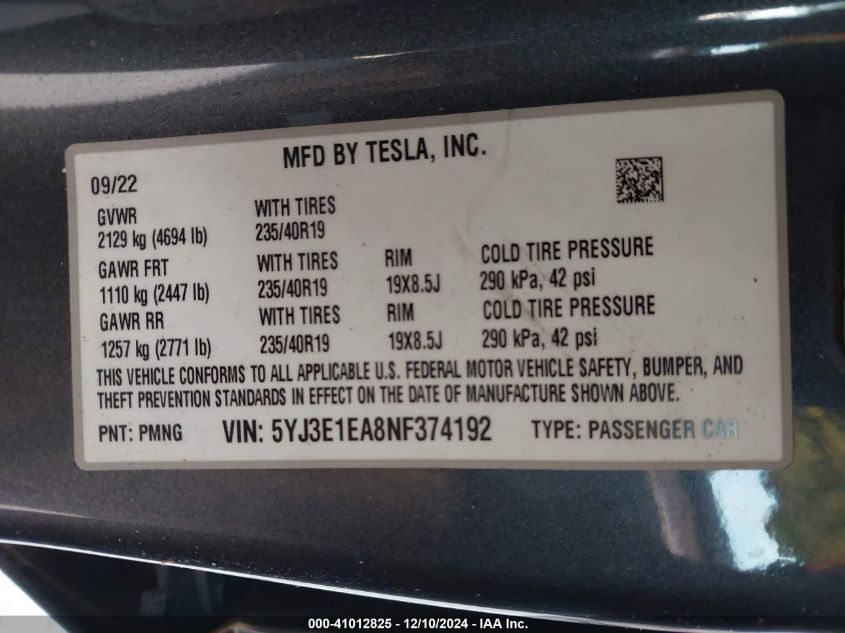 MFD BY TESLA, INC.
09/22
GVWR WITH TIRES
2129 kg (4694 lb) 235/40R19
GAWR FRT WITH TIRES RIM COLD TIRE PRESSURE
1110 kg (2447 lb) 235/40R19 19X8.5J 290 kPa, 42 psi
GAWR RR WITH TIRES RIM COLD TIRE PRESSURE
1257 kg (2771 lb) 235/40R19 19X8.5J 290 kPa, 42 psi
THIS VEHICLE CONFORMS TO ALL APPLICABLE U.S. FEDERAL MOTOR VEHICLE SAFETY, BUMPER, AND
THEFT PREVENTION STANDARDS IN EFFECT ON THE DATE OF MANUFACTURE SHOWN ABOVE.
PNT: PMNG VIN: 5YJ3E1EA8NF374192 TYPE: PASSENGER CAR
000-41012825 - 12/10/2024 - IAA Inc.